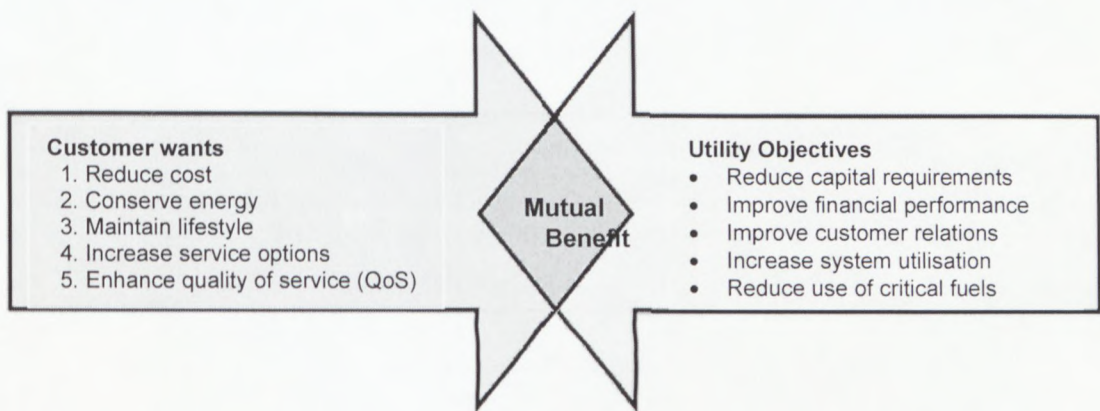 Customer wants
1. Reduce cost
2. Conserve energy
3. Maintain lifestyle
4. Increase service options
5. Enhance quality of service (QoS)
Mutual
Benefit
Utility Objectives
• Reduce capital requirements
• Improve financial performance
• Improve customer relations
• Increase system utilisation
• Reduce use of critical fuels